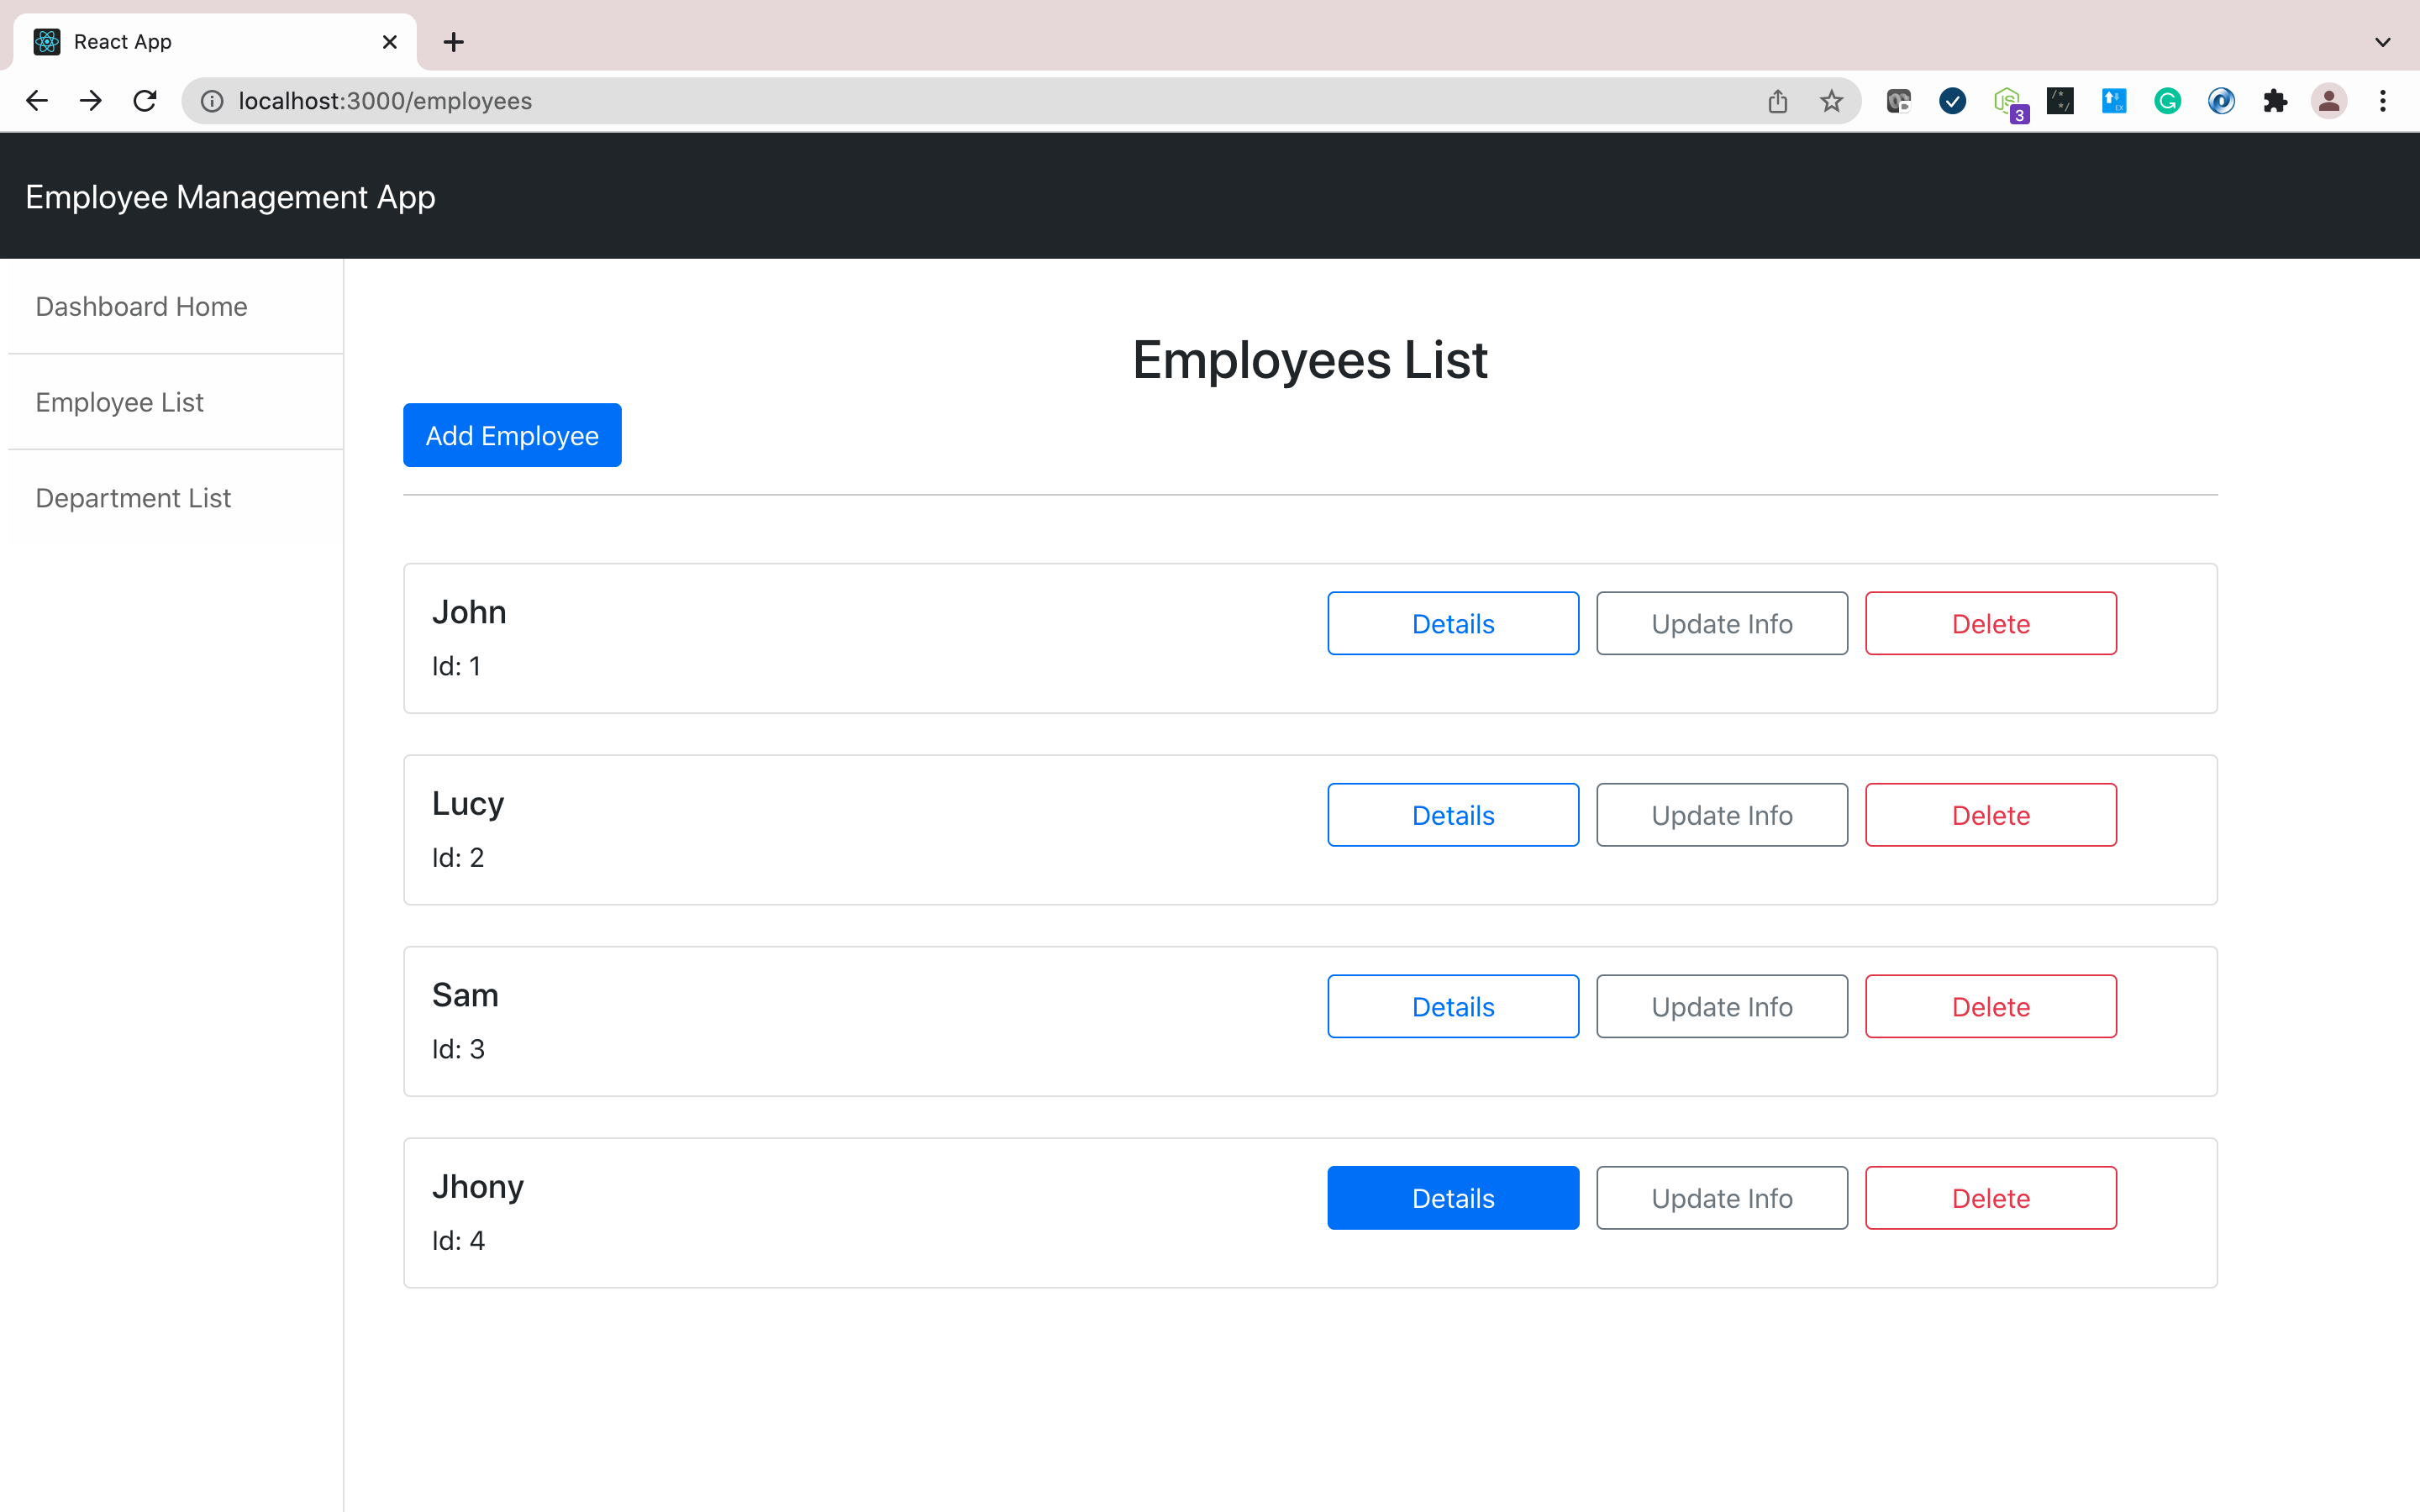 React App
localhost:3000/employees
3
Employee Management App
Dashboard Home
Employee List
Department List
Employees List
Add Employee
John
Id: 1
Details Update Info Delete
Lucy
Id: 2
Details Update Info Delete
Sam
Id: 3
Details Update Info Delete
Jhony
Id: 4
Details Update Info Delete